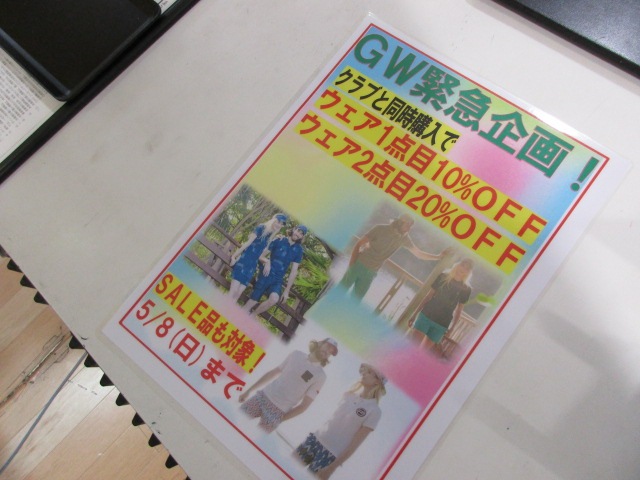 GW緊急企画！
クラブと同時購入で
ウェア1点目10%OFF
ウェア2点目20%OFF
SALE品も対象！
5/8(日)まで